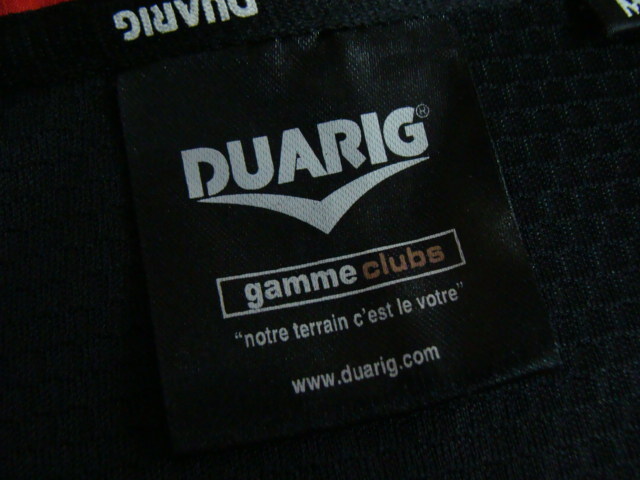 DUARIG
DUARIG®
gamme clubs
"notre terrain c'est le votre"
www.duarig.com